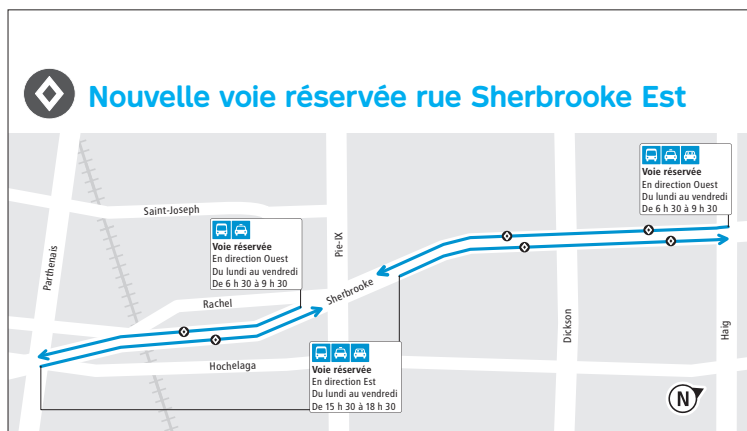 Nouvelle voie réservée rue Sherbrooke Est
Voie réservée
En direction Ouest
Du lundi au vendredi
De 6 h 30 à 9 h 30
Saint-Joseph
Voie réservée
En direction Ouest
Du lundi au vendredi
De 6 h 30 à 9 h 30
Pie-IX
Parthenais
Sherbrooke
Rachel
Dickson
Haig
Hochelaga
Voie réservée
En direction Est
Du lundi au vendredi
De 15 h 30 à 18 h 30
N